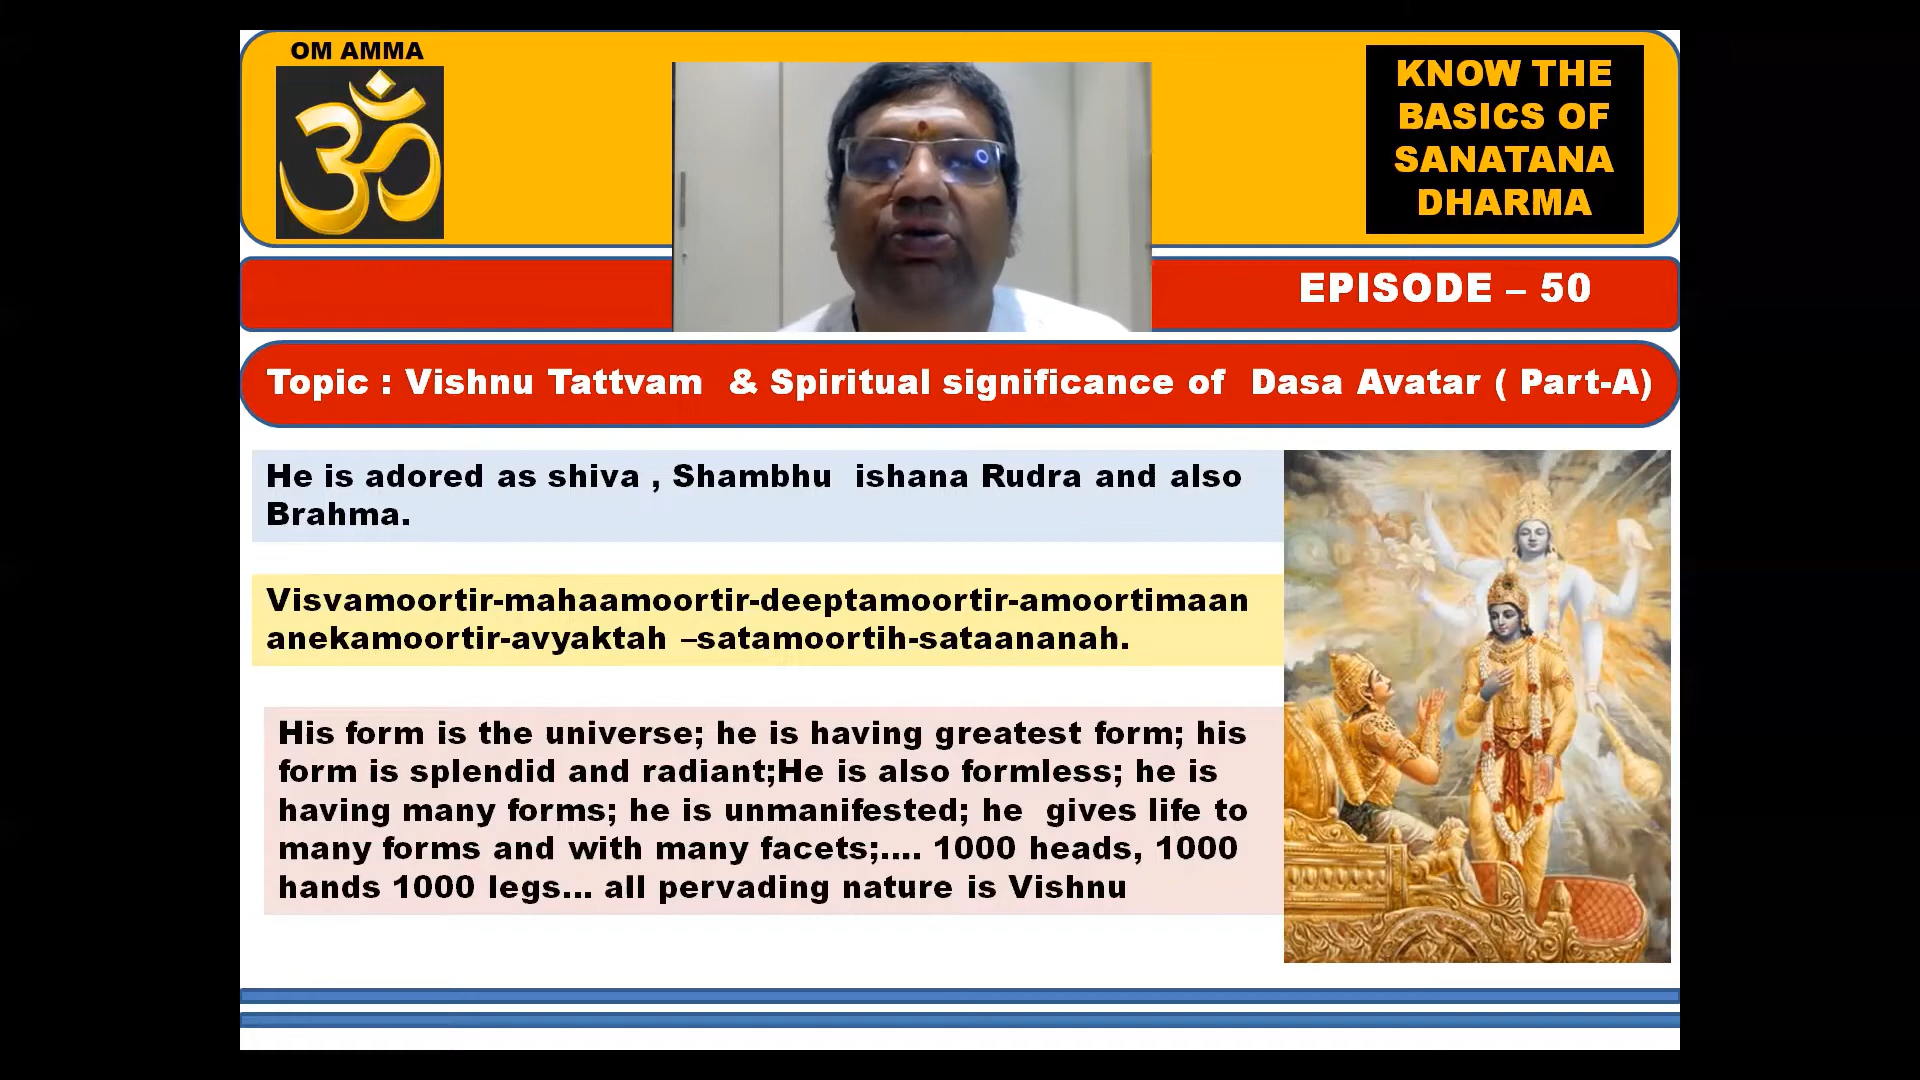 OM AMMA
KNOW THE
BASICS OF
SANATANA
DHARMA
EPISODE – 50
Topic : Vishnu Tattvam & Spiritual significance of Dasa Avatar ( Part-A)
He is adored as shiva , Shambhu ishana Rudra and also
Brahma.
Visvamoortir-mahaamoortir-deeptamoortir-amoortimaan
anekamoortir-avyaktah –satamoortih-sataananah.
His form is the universe; he is having greatest form; his
form is splendid and radiant;He is also formless; he is
having many forms; he is unmanifested; he gives life to
many forms and with many facets;.... 1000 heads, 1000
hands 1000 legs... all pervading nature is Vishnu